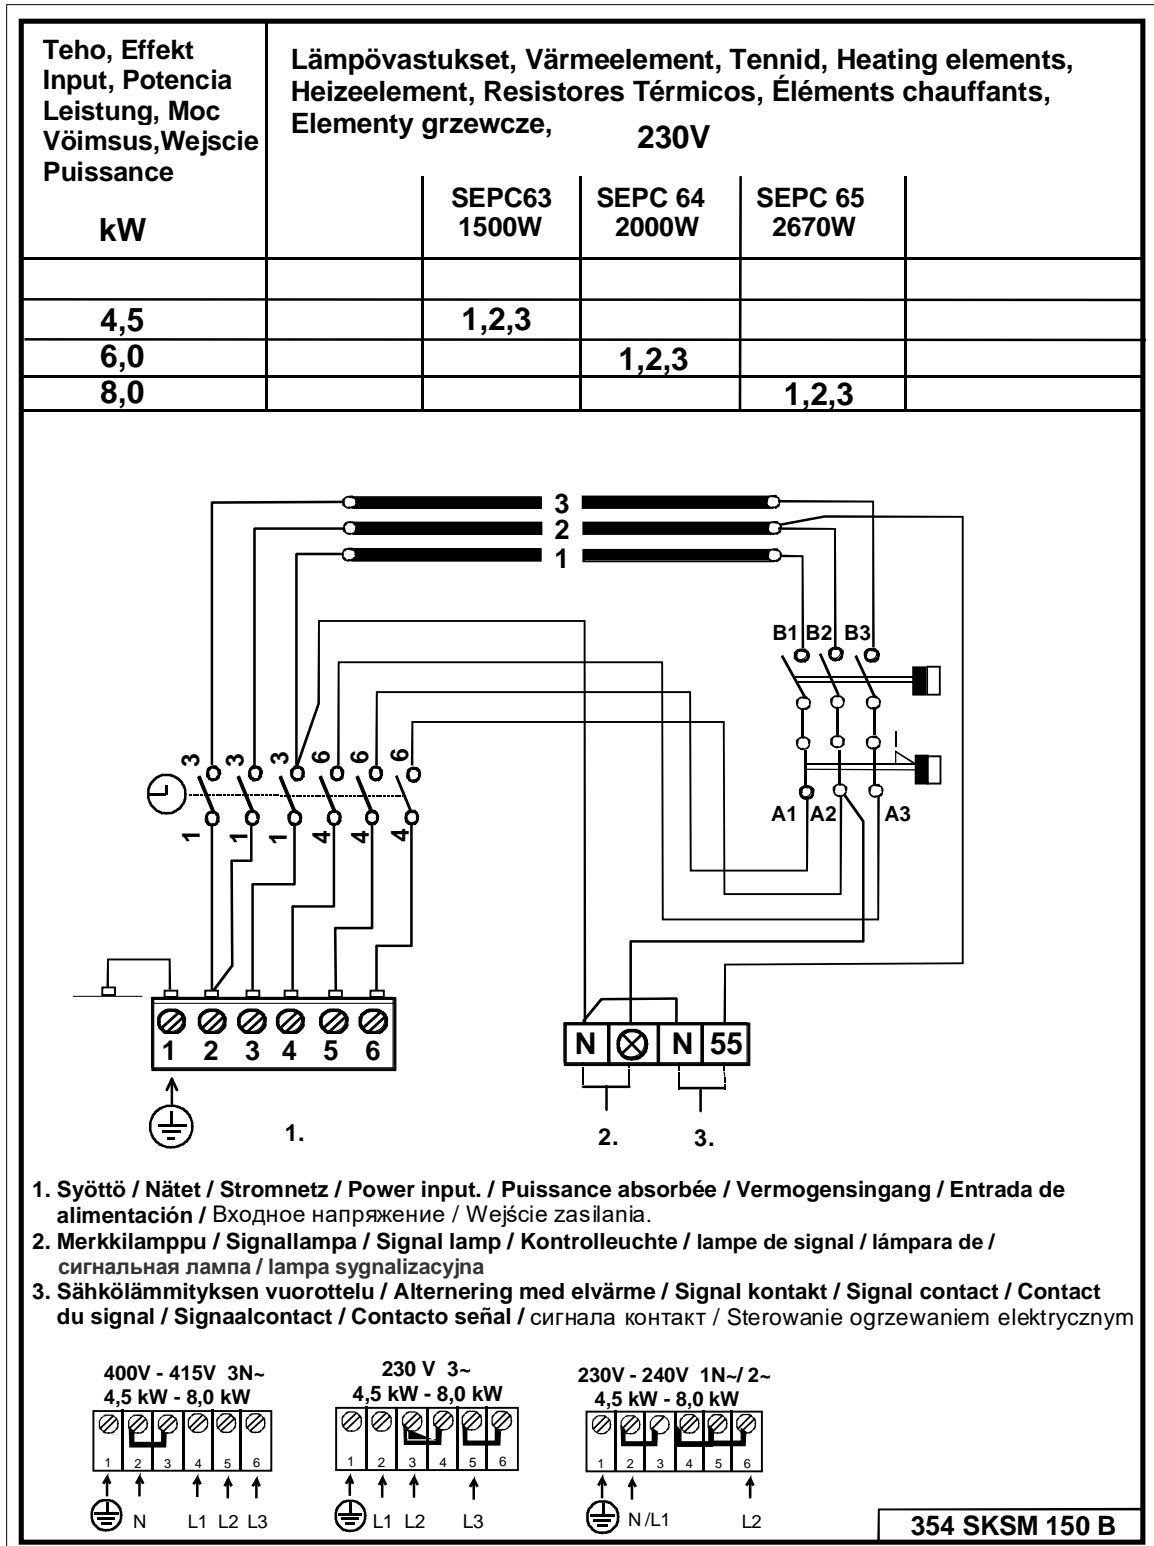 Teho, Effekt
Input, Potencia
Leistung, Moc
Vöimsus,Wejscie
Puissance
kW
Lämpövastukset, Värmeelement, Tennid, Heating elements,
Heizeelement, Resistores Térmicos, Éléments chauffants,
Elementy grzewcze, 230V
SEPC63 SEPC 64 SEPC 65
1500W 2000W 2670W
4,5 1,2,3
6,0 1,2,3
8,0 1,2,3
3
2
1
B1 B2 B3
3 3 3 6 6 6
1 1 1 4 4 4
A1 A2 A3
N N 55
1 2 3 4 5 6
1. 2. 3.
1. Syöttö / Nätet / Stromnetz / Power input. / Puissance absorbée / Vermogensingang / Entrada de
alimentación / Входное напряжение / Wejście zasilania.
2. Merkkilamppu / Signallampa / Signal lamp / Kontrolleuchte / lampe de signal / lámpara de /
сигнальная лампа / lampa sygnalizacyjna
3. Sähkölämmityksen vuorottelu / Alternering med elvärme / Signal kontakt / Signal contact / Contact
du signal / Signaalcontact / Contacto señal / сигнала контакт / Sterowanie ogrzewaniem elektrycznym
400V - 415V 3N~
4,5 kW - 8,0 kW
1 2 3 4 5 6
N L1 L2 L3
230 V 3~
4,5 kW - 8,0 kW
1 2 3 4 5 6
L1 L2 L3
230V - 240V 1N~/ 2~
4,5 kW - 8,0 kW
1 2 3 4 5 6
N /L1 L2
354 SKSM 150 B